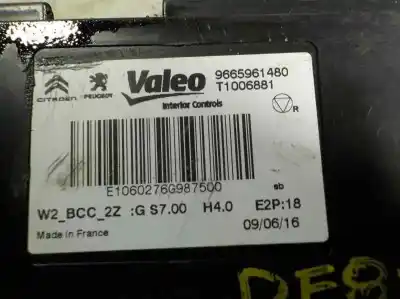 CITROËN PEUGEOT Valeo 9665961480
T1006881
Interior Controls
R
E1060276G987500
sb
W2_BCC_2Z :G S7.00 H4.0 E2P:18
Made in France 09/06/16